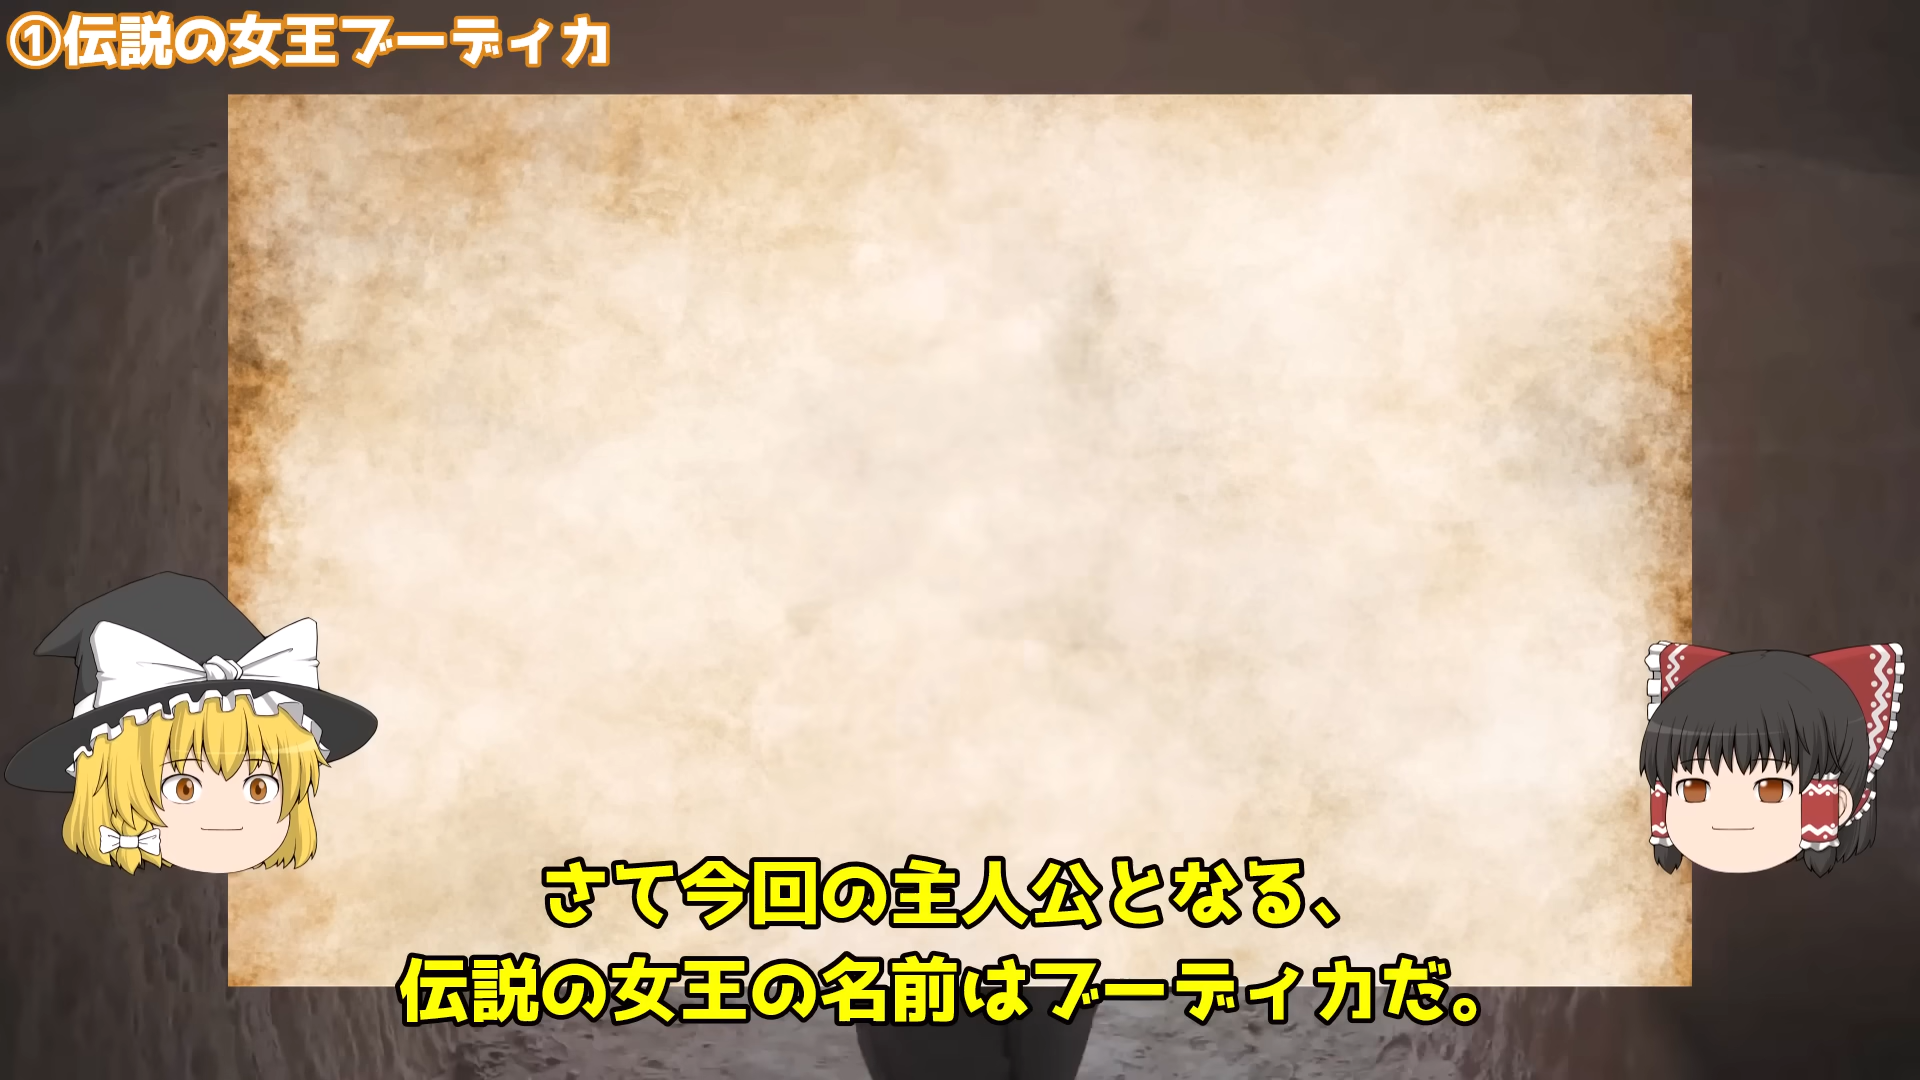 ①伝説の女王ブーディカ
さて今回の主人公となる、
伝説の女王の名前はブーディカだ。